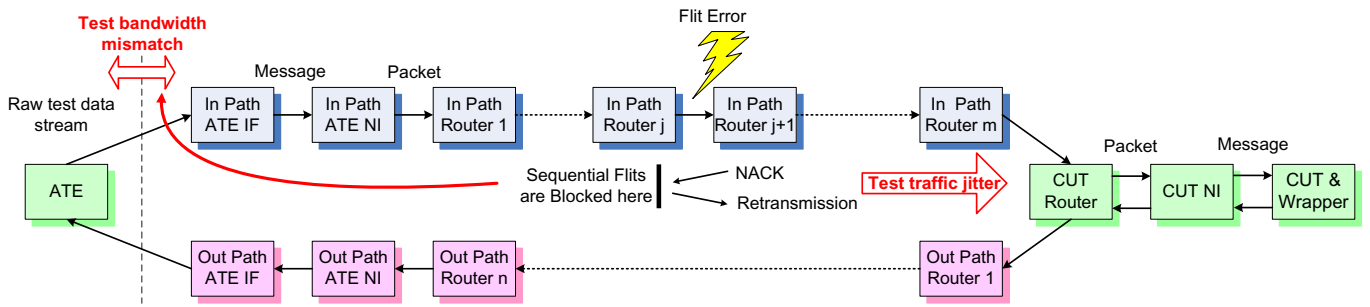 Flit Error
Test bandwidth
mismatch
Message
Packet
Raw test data
stream
In Path
ATE IF
In Path
ATE NI
In Path
Router 1
In Path
Router j
In Path
Router j+1
In Path
Router m
Sequential Flits
are Blocked here
NACK
Retransmission
Test traffic jitter
Packet
Message
ATE
CUT
Router
CUT NI
CUT &
Wrapper
Out Path
ATE IF
Out Path
ATE NI
Out Path
Router n
Out Path
Router 1